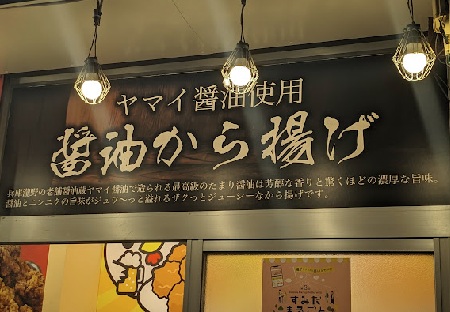 ヤマイ醤油使用
醤油から揚げ
兵庫龍野の老舗醤油蔵ヤマイ醤油で造られる最高級のたまり醤油は芳醇な香りと驚くほどの濃厚な旨味。
醤油とニンニクの旨味がジュワ〜っと溢れるザクっとジューシーなから揚げです。
すみだ